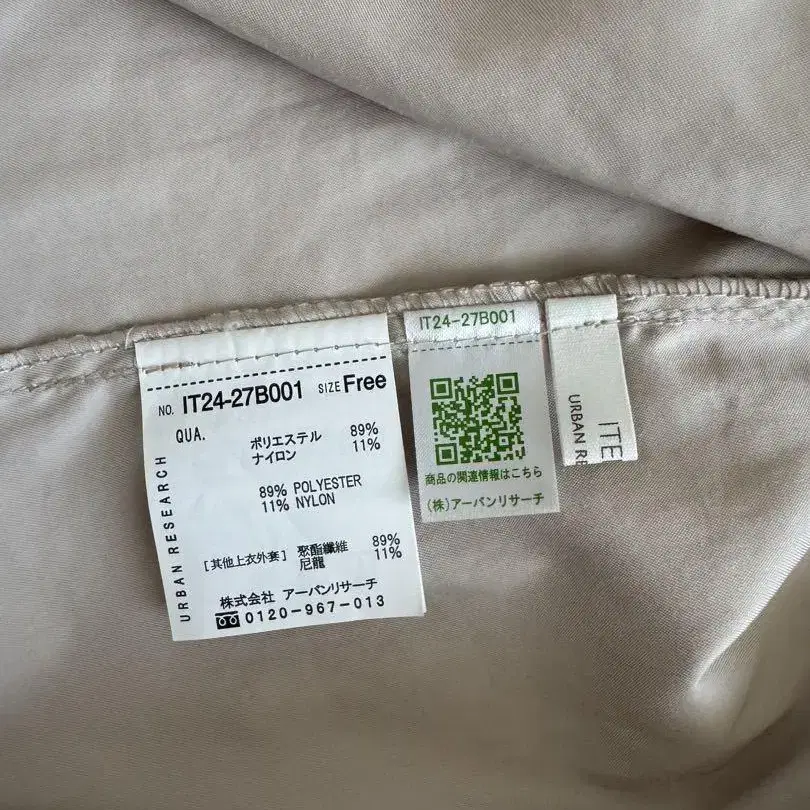 NO. IT24-27B001 SIZE Free
QUA.
ポリエステル 89%
ナイロン 11%
89% POLYESTER
11% NYLON
[其他上衣外套] 聚酯纖維 89%
尼龍 11%
URBAN RESEARCH
株式会社 アーバンリサーチ
0120-967-013
IT24-27B001
商品の関連情報はこちら
(株)アーバンリサーチ
ITE
URBAN RE